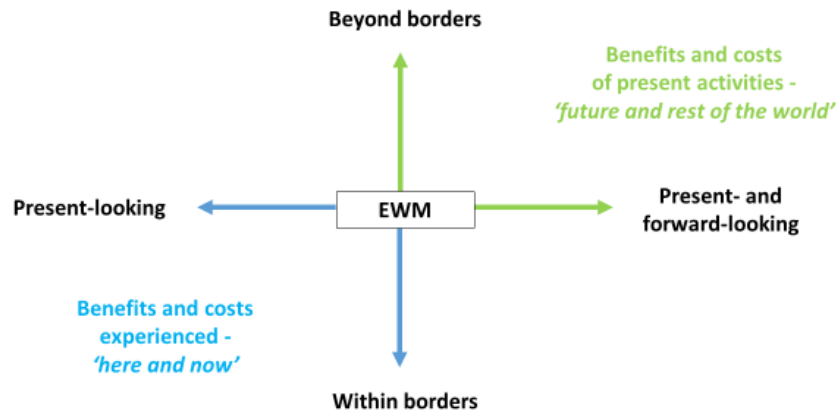 Beyond borders
Benefits and costs
of present activities -
‘future and rest of the world’
Present-looking
EWM
Present- and
forward-looking
Benefits and costs
experienced -
‘here and now’
Within borders